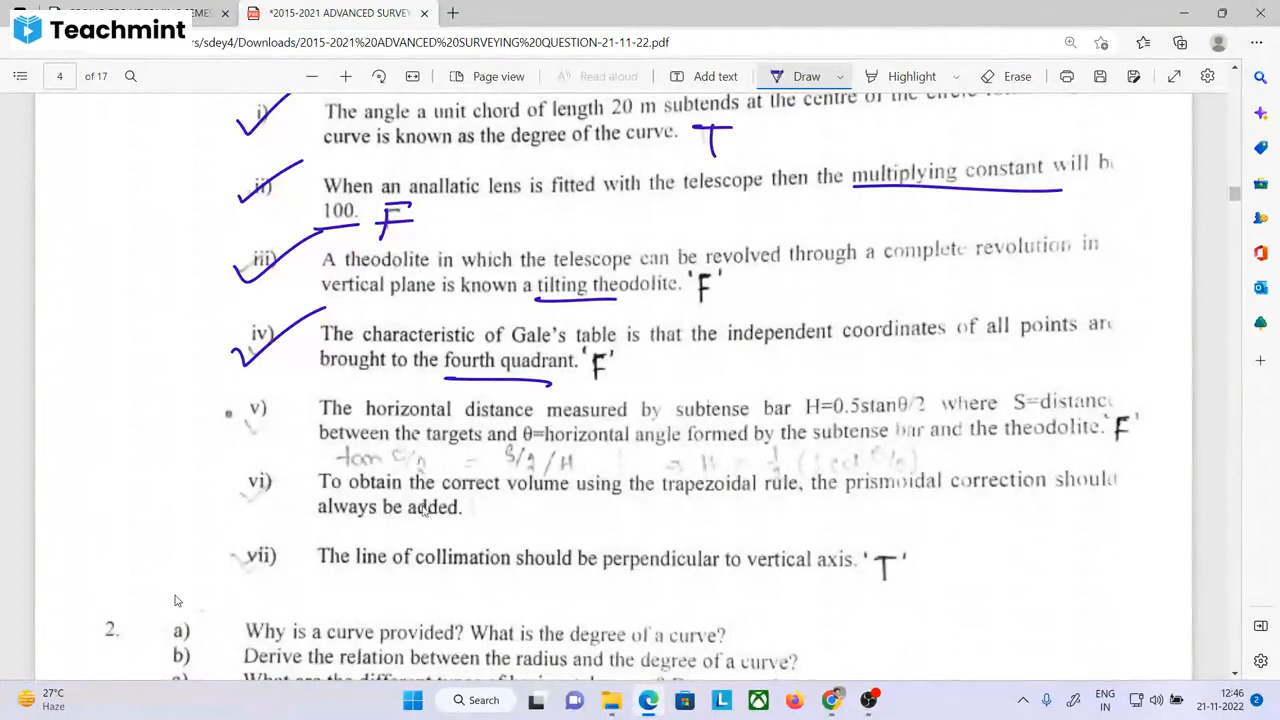 *2015-2021 ADVANCED SURVEY
Teachmint
s/sdey4/Downloads/2015-2021%20ADVANCED%20SURVEYING%20QUESTION-21-11-22.pdf
4 of 17 Page view Read aloud Add text Draw Highlight Erase
i) The angle a unit chord of length 20 m subtends at the centre of the circle
curve is known as the degree of the curve. T
ii) When an anallatic lens is fitted with the telescope then the multiplying constant will b
100. F
iii) A theodolite in which the telescope can be revolved through a complete revolution in
vertical plane is known a tilting theodolite. 'F'
iv) The characteristic of Gale's table is that the independent coordinates of all points are
brought to the fourth quadrant. 'F'
v) The horizontal distance measured by subtense bar H=0.5stanθ/2 where S=distance
between the targets and θ=horizontal angle formed by the subtense bar and the theodolite. 'F'
vi) To obtain the correct volume using the trapezoidal rule, the prismoidal correction should
always be added.
vii) The line of collimation should be perpendicular to vertical axis. 'T'
2. a) Why is a curve provided? What is the degree of a curve?
b) Derive the relation between the radius and the degree of a curve?
What are the different types of
27°C
Haze
Search
ENG
IN
12:46
21-11-2022